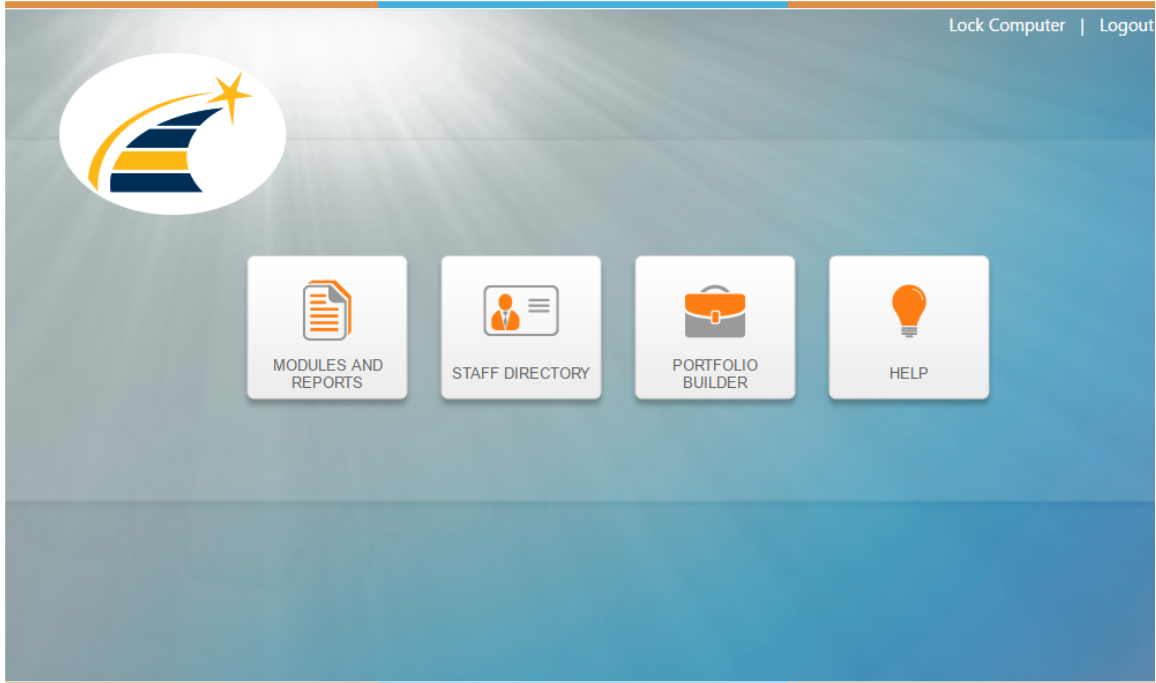 Lock Computer | Logout
MODULES AND
REPORTS
STAFF DIRECTORY
PORTFOLIO
BUILDER
HELP